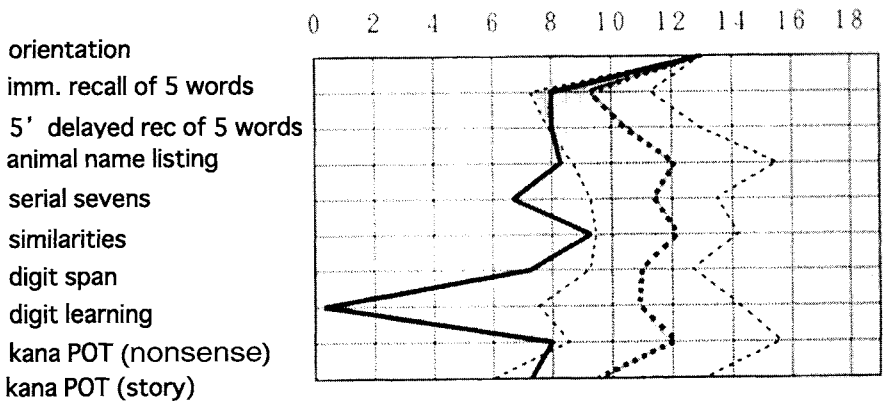 0 2 4 6 8 10 12 14 16 18
orientation
imm. recall of 5 words
5' delayed rec of 5 words
animal name listing
serial sevens
similarities
digit span
digit learning
kana POT (nonsense)
kana POT (story)